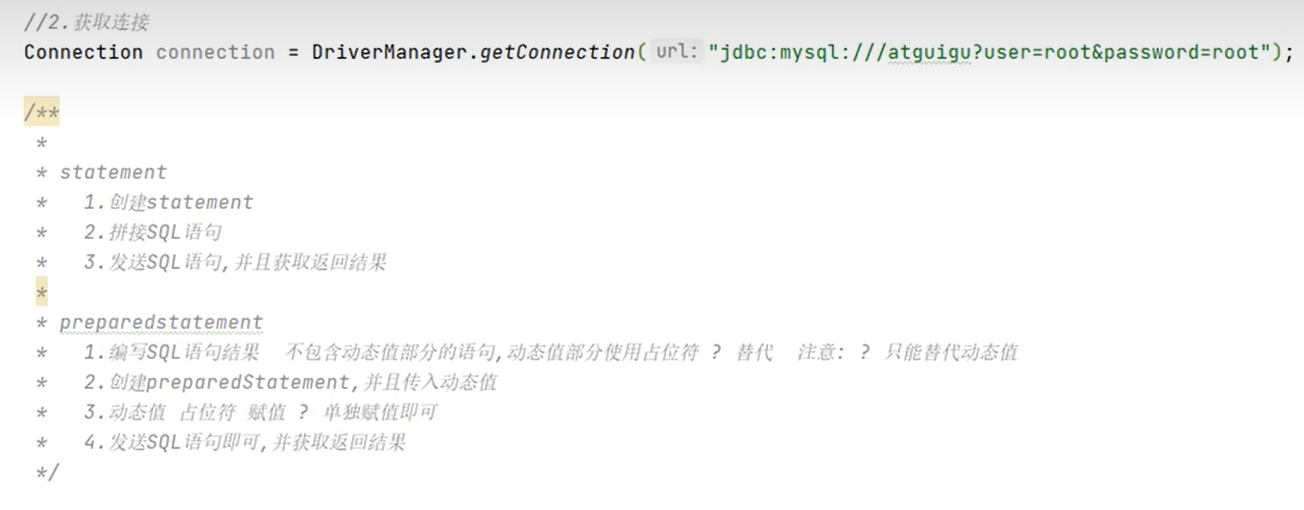 //2.获取连接
Connection connection = DriverManager.getConnection( url: "jdbc:mysql:///atguigu?user=root&password=root");
/**
*
* statement
* 1.创建statement
* 2.拼接SQL语句
* 3.发送SQL语句,并且获取返回结果
*
* preparedstatement
* 1.编写SQL语句结果 不包含动态值部分的语句,动态值部分使用占位符 ? 替代 注意: ? 只能替代动态值
* 2.创建preparedStatement,并且传入动态值
* 3.动态值 占位符 赋值 ? 单独赋值即可
* 4.发送SQL语句即可,并获取返回结果
*/